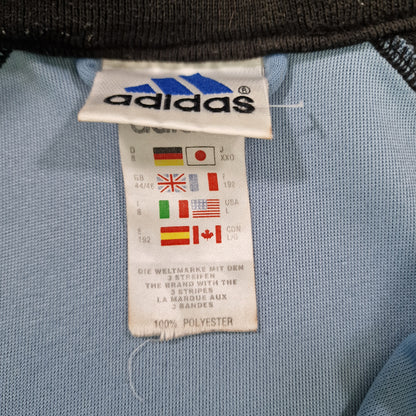 adidas®
D J
8 XXO
GB F
44/46 192
I USA
8 L
E CDN
192 L/G
DIE WELTMARKE MIT DEN
3 STREIFEN
THE BRAND WITH THE
3 STRIPES
LA MARQUE AUX
3 BANDES
100% POLYESTER